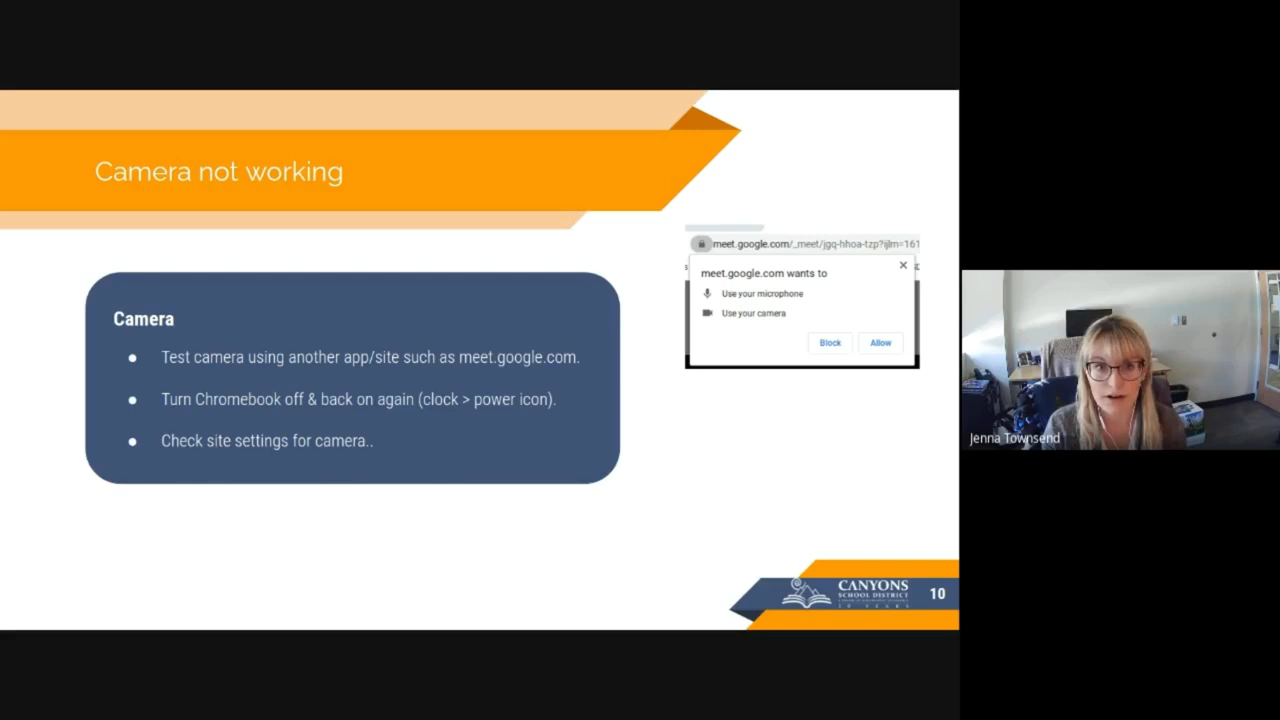 Camera not working
meet.google.com/_meet/jgq-hhoa-tzp?ijlm=161
meet.google.com wants to
Use your microphone
Use your camera
Block
Allow
Camera
Test camera using another app/site such as meet.google.com.
Turn Chromebook off & back on again (clock > power icon).
Check site settings for camera..
Jenna Townsend
CANYONS
SCHOOL DISTRICT
10